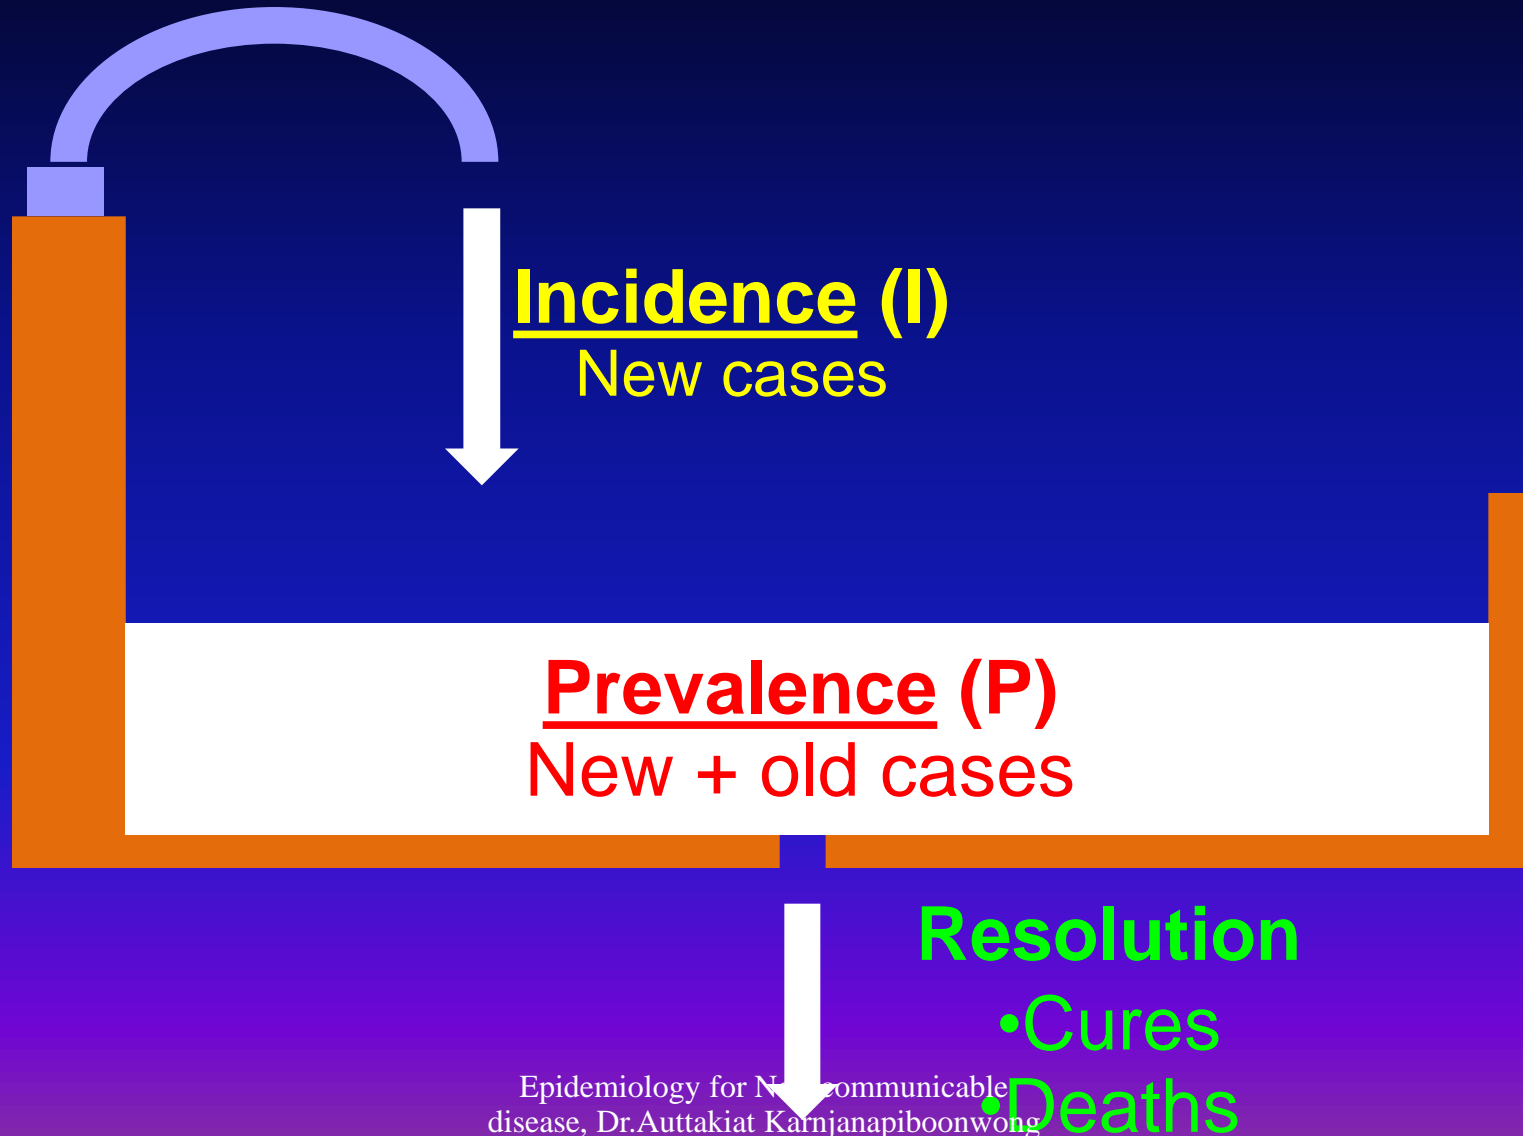 Incidence (I)
New cases
Prevalence (P)
New + old cases
Resolution
•Cures
•Deaths
Epidemiology for communicable
disease, Dr.Auttakiat Karnjanapiboonwong